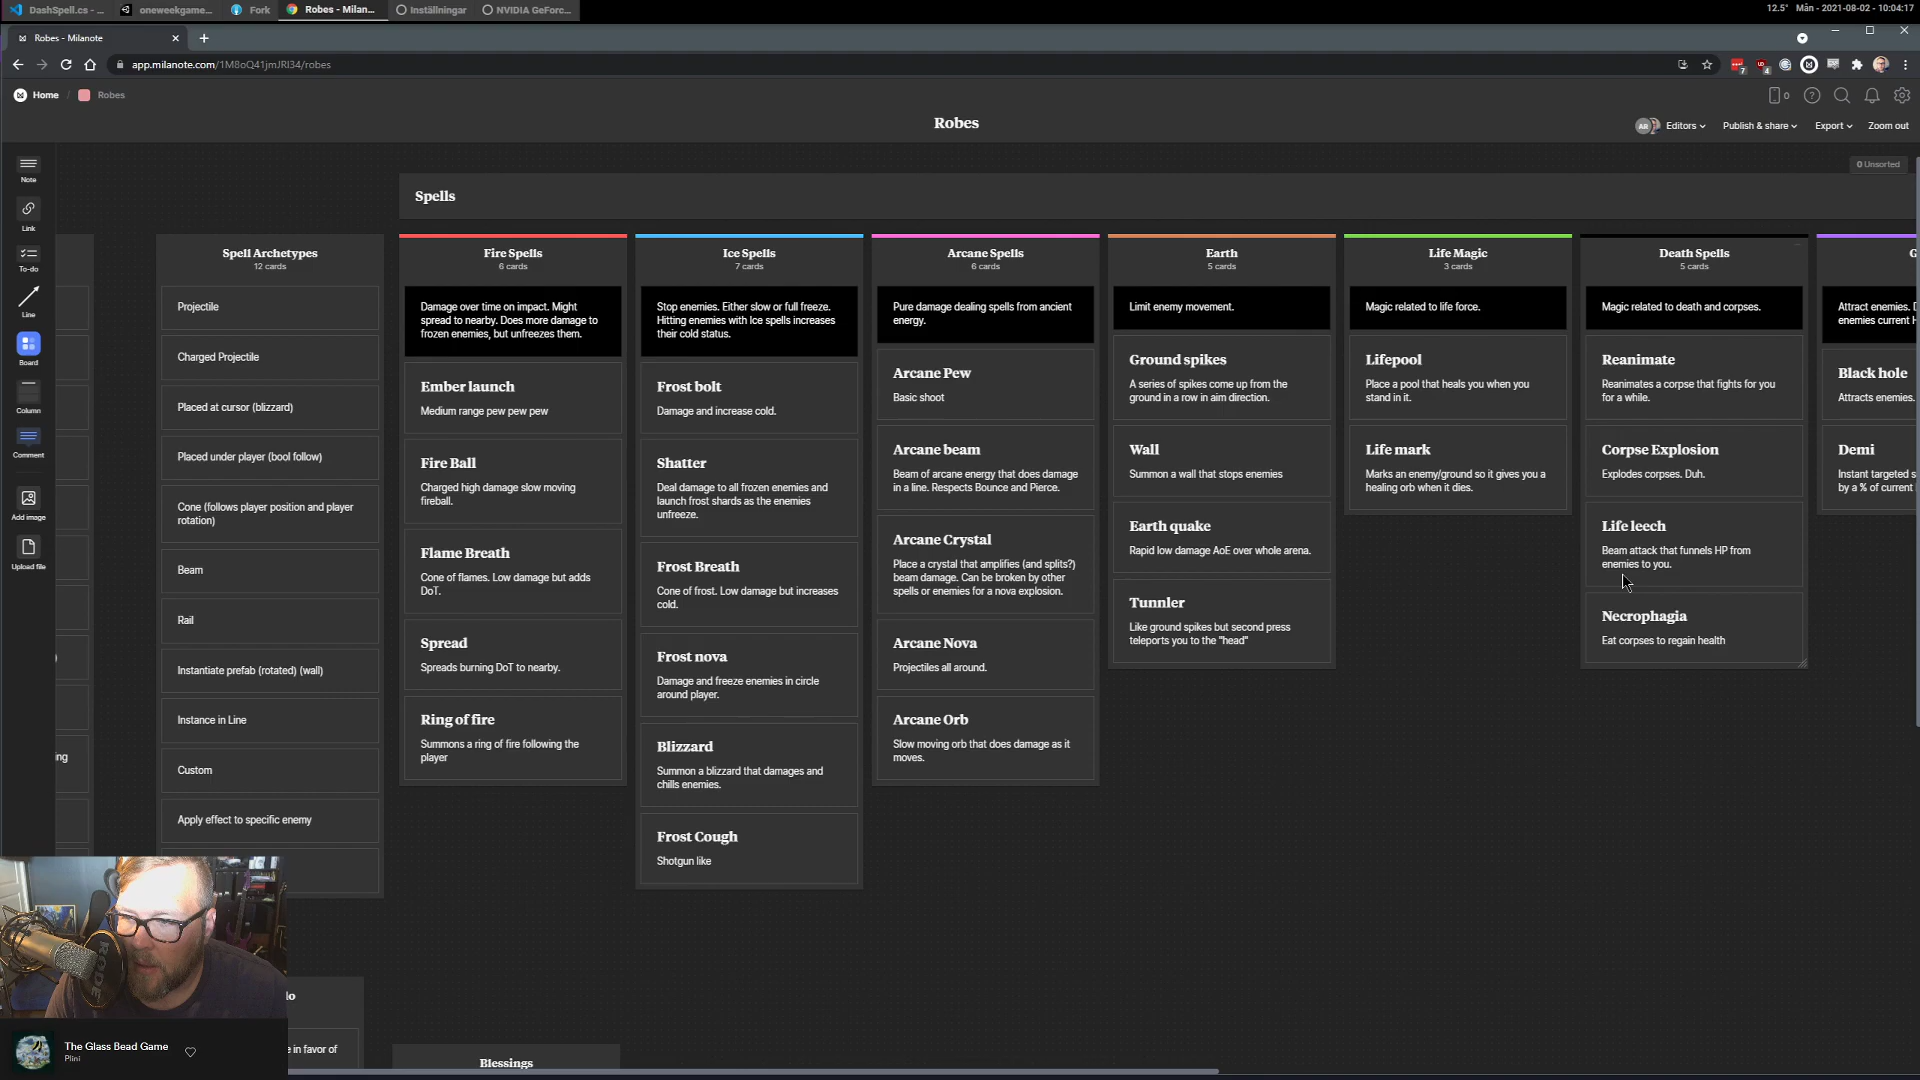 DashSpell.cs - ...
oneweekgame...
Fork
Robes - Milan...
Inställningar
NVIDIA GeForc...
12.5° Mån - 2021-08-02 - 10:04:17
Robes - Milanote
app.milanote.com/1M8oQ41jmJRl34/robes
7
4
Home / Robes
0
Robes
AR
Editors
Publish & share
Export
Zoom out
0 Unsorted
Note
Link
To-do
Line
Board
Column
Comment
Add image
Upload file
ing
)
Spells
Spell Archetypes
12 cards
Projectile
Charged Projectile
Placed at cursor (blizzard)
Placed under player (bool follow)
Cone (follows player position and player
rotation)
Beam
Rail
Instantiate prefab (rotated) (wall)
Instance in Line
Custom
Apply effect to specific enemy
Fire Spells
6 cards
Damage over time on impact. Might
spread to nearby. Does more damage to
frozen enemies, but unfreezes them.
Ember launch
Medium range pew pew pew
Fire Ball
Charged high damage slow moving
fireball.
Flame Breath
Cone of flames. Low damage but adds
DoT.
Spread
Spreads burning DoT to nearby.
Ring of fire
Summons a ring of fire following the
player
Ice Spells
7 cards
Stop enemies. Either slow or full freeze.
Hitting enemies with Ice spells increases
their cold status.
Frost bolt
Damage and increase cold.
Shatter
Deal damage to all frozen enemies and
launch frost shards as the enemies
unfreeze.
Frost Breath
Cone of frost. Low damage but increases
cold.
Frost nova
Damage and freeze enemies in circle
around player.
Blizzard
Summon a blizzard that damages and
chills enemies.
Frost Cough
Shotgun like
Arcane Spells
6 cards
Pure damage dealing spells from ancient
energy.
Arcane Pew
Basic shoot
Arcane beam
Beam of arcane energy that does damage
in a line. Respects Bounce and Pierce.
Arcane Crystal
Place a crystal that amplifies (and splits?)
beam damage. Can be broken by other
spells or enemies for a nova explosion.
Arcane Nova
Projectiles all around.
Arcane Orb
Slow moving orb that does damage as it
moves.
Earth
5 cards
Limit enemy movement.
Ground spikes
A series of spikes come up from the
ground in a row in aim direction.
Wall
Summon a wall that stops enemies
Earth quake
Rapid low damage AoE over whole arena.
Tunnler
Like ground spikes but second press
teleports you to the "head"
Life Magic
3 cards
Magic related to life force.
Lifepool
Place a pool that heals you when you
stand in it.
Life mark
Marks an enemy/ground so it gives you a
healing orb when it dies.
Death Spells
5 cards
Magic related to death and corpses.
Reanimate
Reanimates a corpse that fights for you
for a while.
Corpse Explosion
Explodes corpses. Duh.
Life leech
Beam attack that funnels HP from
enemies to you.
Necrophagia
Eat corpses to regain health
G
Attract enemies. D
enemies current H
Black hole
Attracts enemies.
Demi
Instant targeted s
by a % of current
lo
e in favor of
Blessings
RODE
The Glass Bead Game
Plini